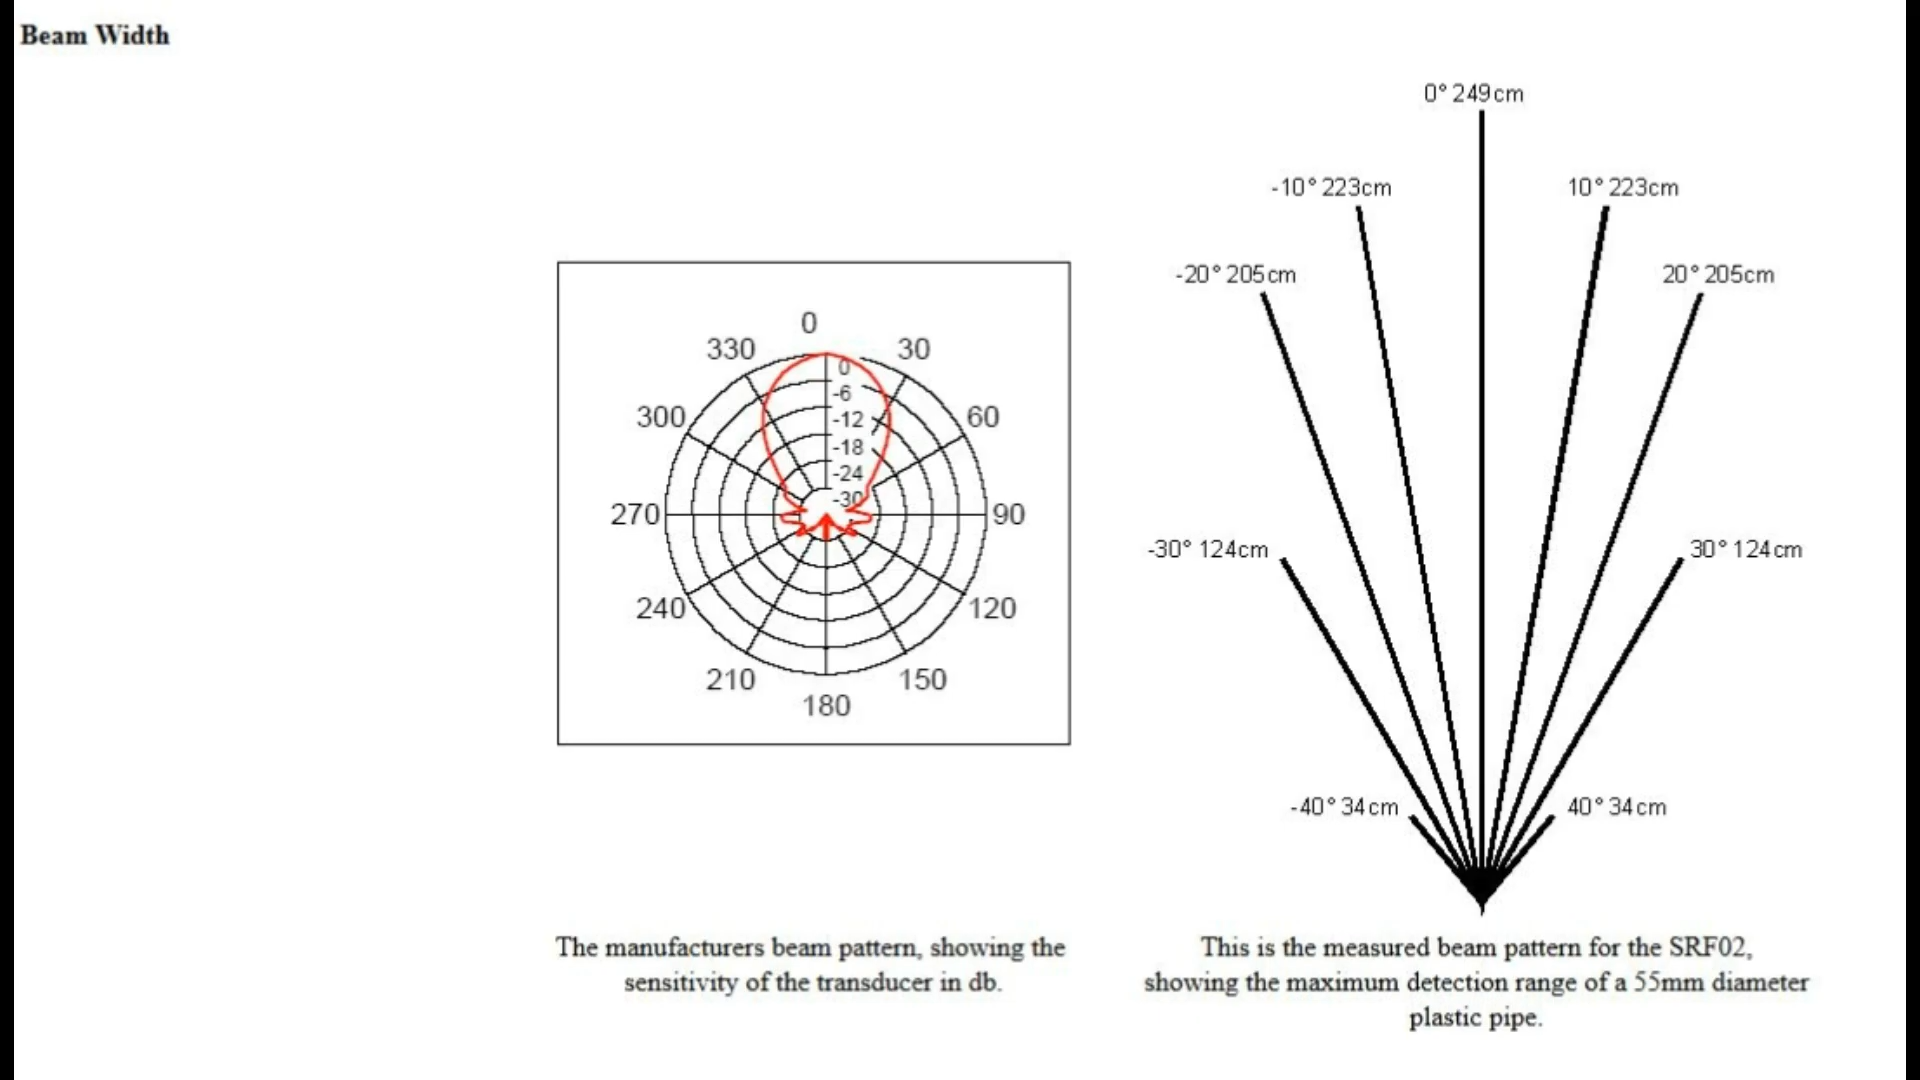 Beam Width
0
330
30
300
60
270
90
240
120
210
150
180
0
-6
-12
-18
-24
-30
The manufacturers beam pattern, showing the
sensitivity of the transducer in db.
0° 249cm
-10° 223cm
10° 223cm
-20° 205cm
20° 205cm
-30° 124cm
30° 124cm
-40° 34cm
40° 34cm
This is the measured beam pattern for the SRF02,
showing the maximum detection range of a 55mm diameter
plastic pipe.